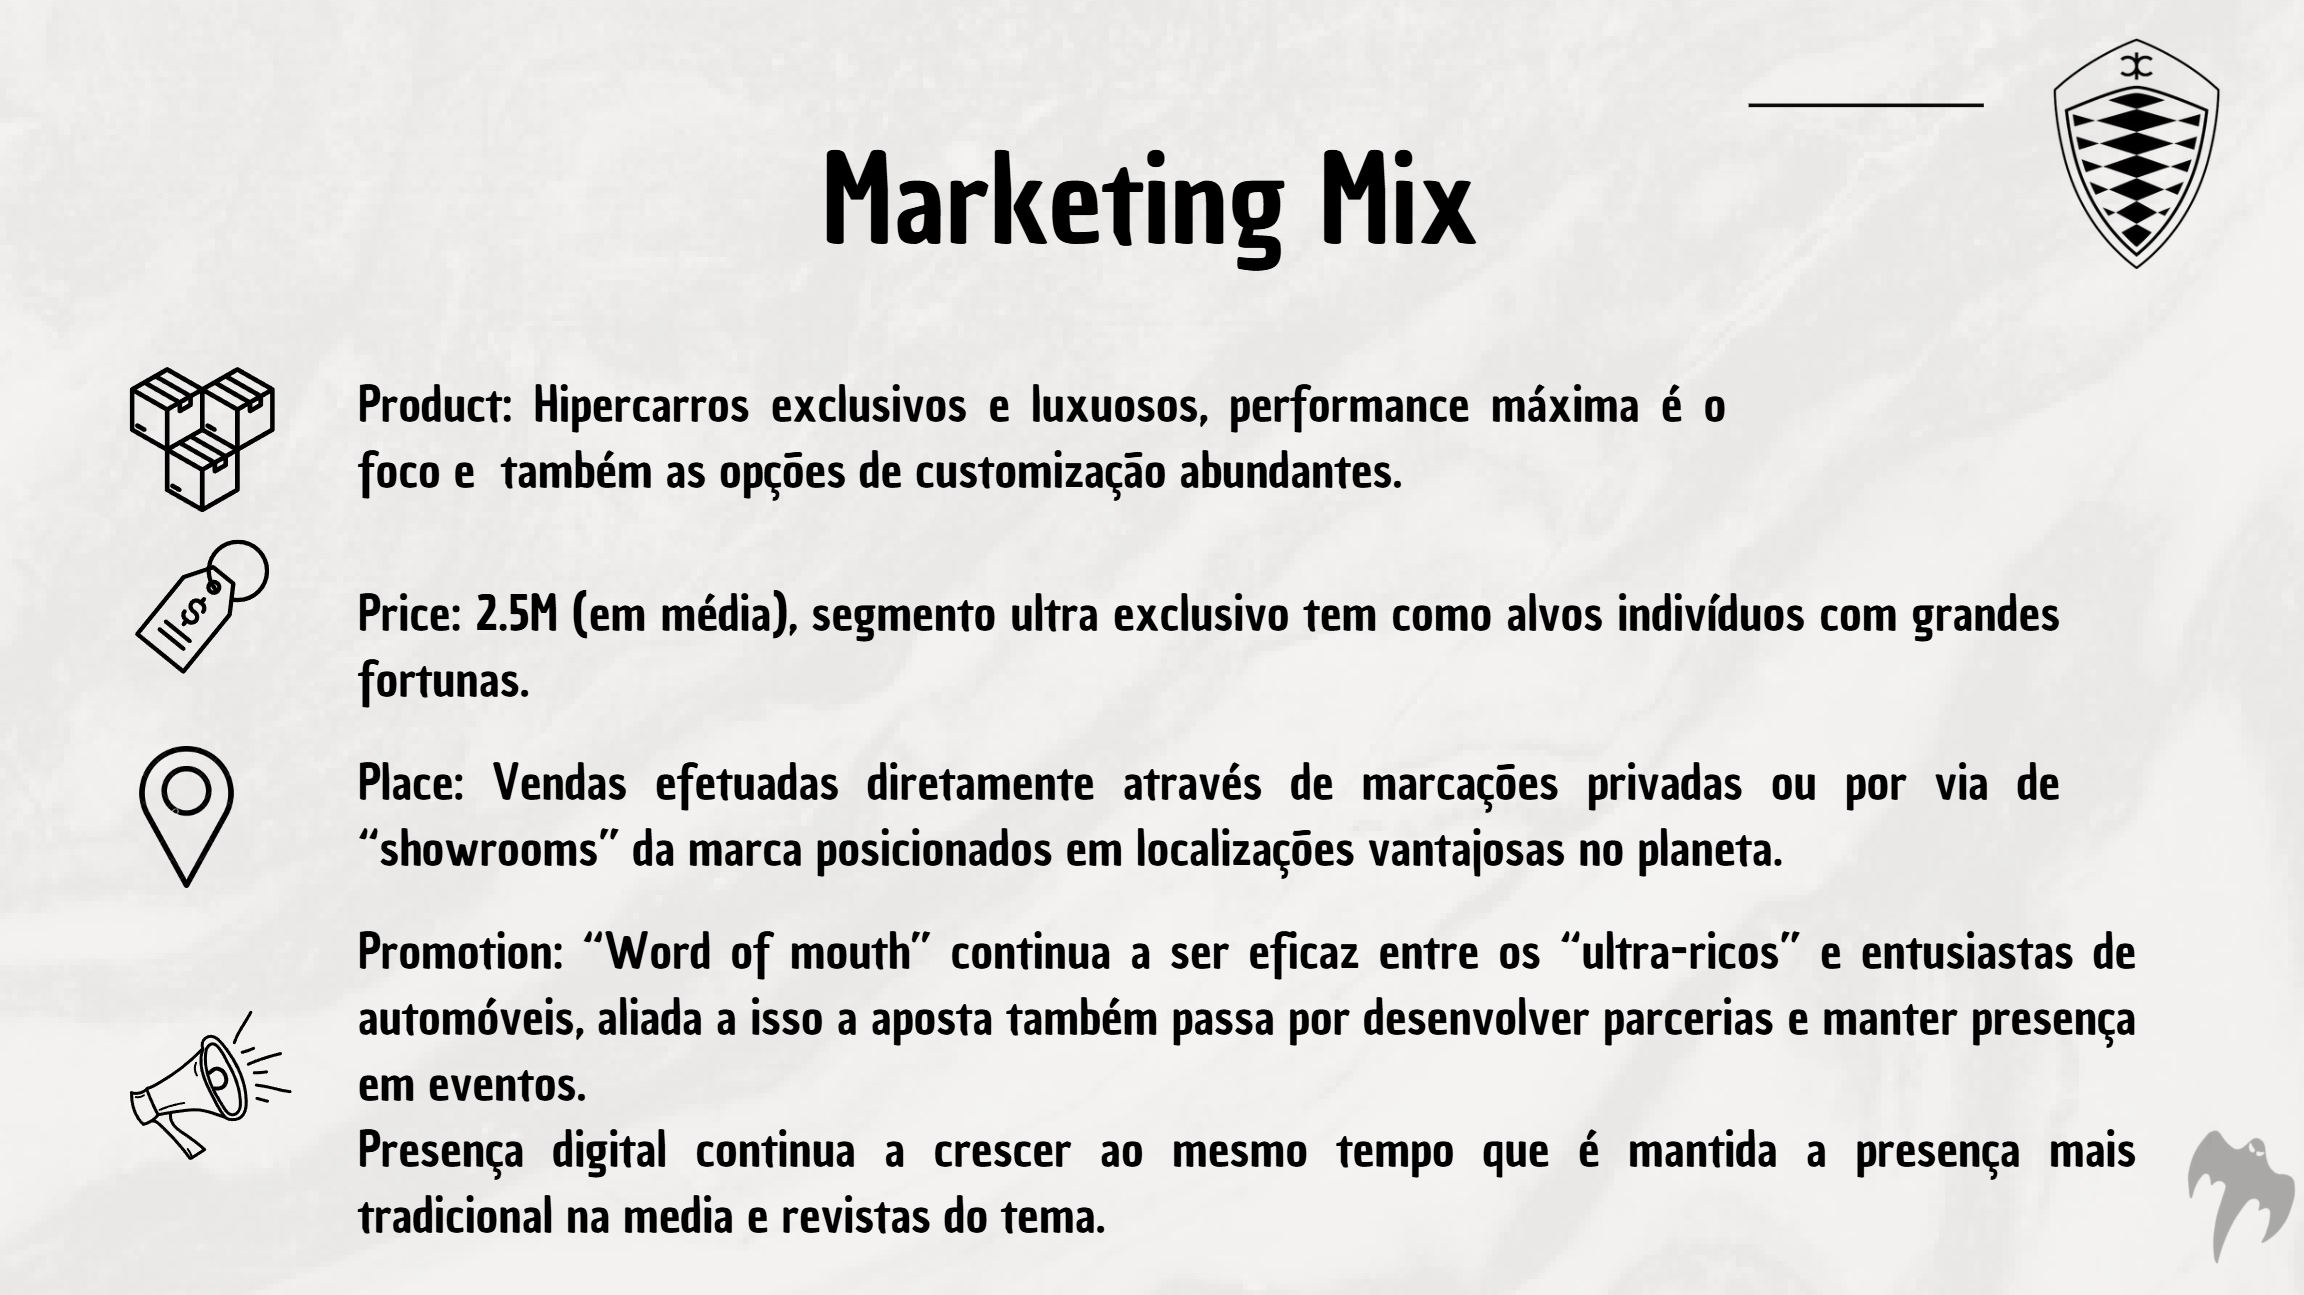 Marketing Mix
Product: Hipercarros exclusivos e luxuosos, performance máxima é o
foco e  também as opções de customização abundantes.
$
Price: 2.5M (em média), segmento ultra exclusivo tem como alvos indivíduos com grandes
fortunas.
Place: Vendas efetuadas diretamente através de marcações privadas ou por via de
“showrooms” da marca posicionados em localizações vantajosas no planeta.
Promotion: “Word of mouth” continua a ser eficaz entre os “ultra-ricos” e entusiastas de
automóveis, aliada a isso a aposta também passa por desenvolver parcerias e manter presença
em eventos.
Presença digital continua a crescer ao mesmo tempo que é mantida a presença mais
tradicional na media e revistas do tema.